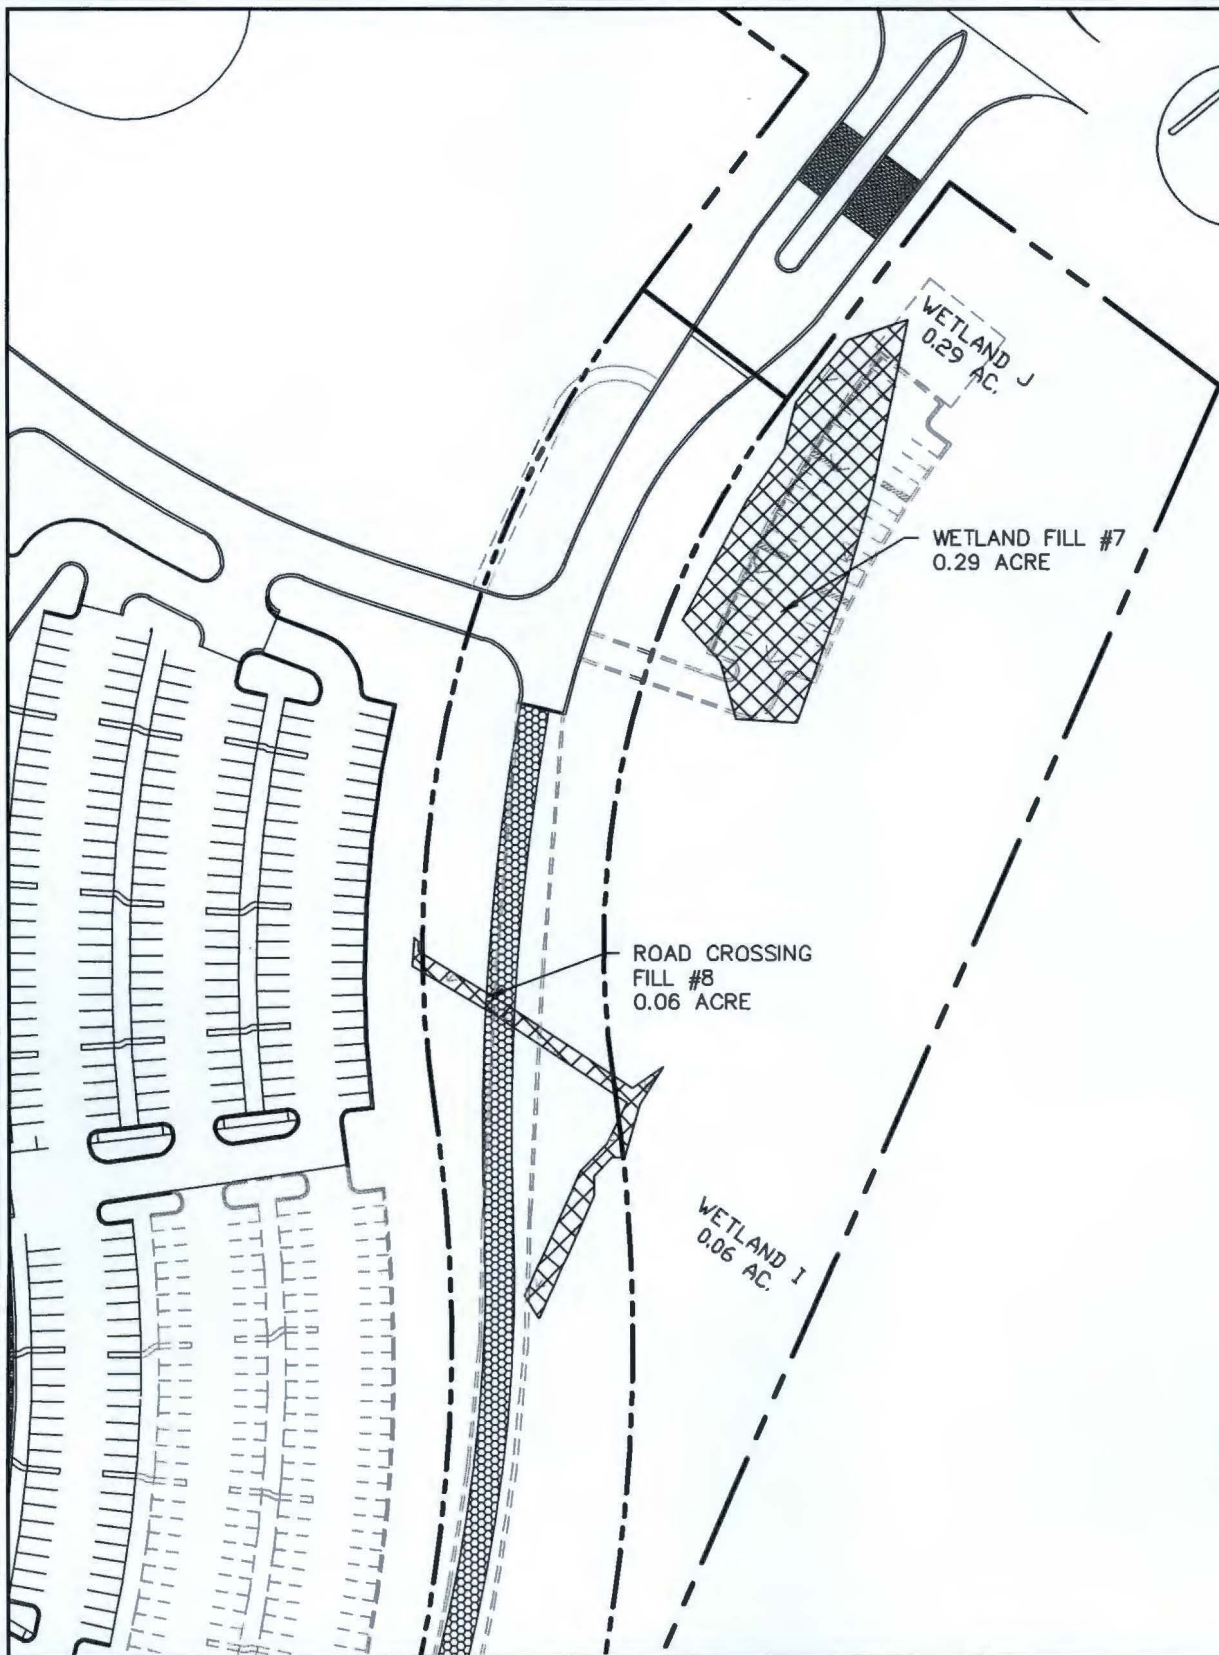 WETLAND J
0.29 AC.
WETLAND FILL #7
0.29 ACRE
ROAD CROSSING
FILL #8
0.06 ACRE
WETLAND I
0.06 AC.